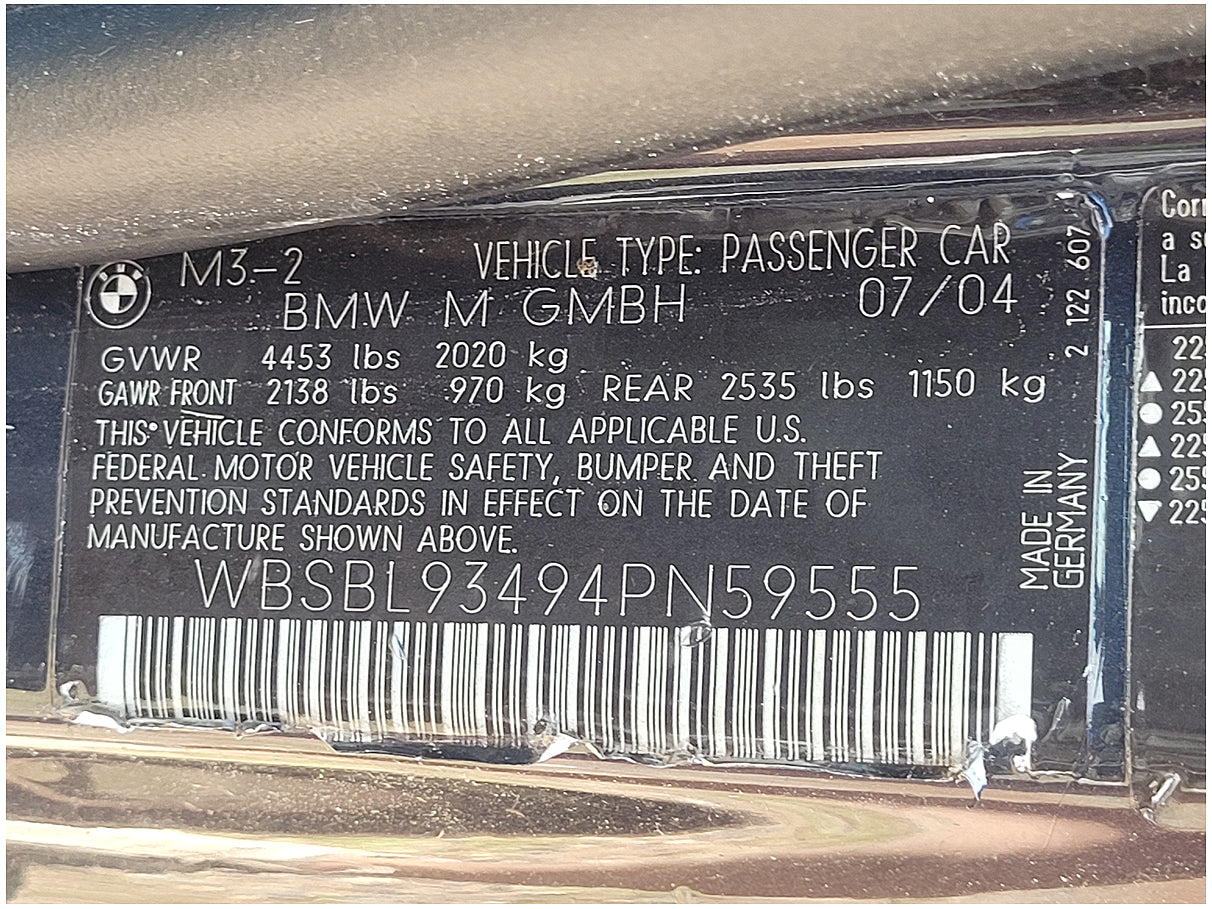 M3-2 VEHICLE TYPE: PASSENGER CAR
BMW M GMBH 07/04
GVWR 4453 lbs 2020 kg
GAWR FRONT 2138 lbs 970 kg REAR 2535 lbs 1150 kg
THIS VEHICLE CONFORMS TO ALL APPLICABLE U.S.
FEDERAL MOTOR VEHICLE SAFETY, BUMPER AND THEFT
PREVENTION STANDARDS IN EFFECT ON THE DATE OF
MANUFACTURE SHOWN ABOVE.
WBSBL93494PN59555
2 122 607
MADE IN
GERMANY
La